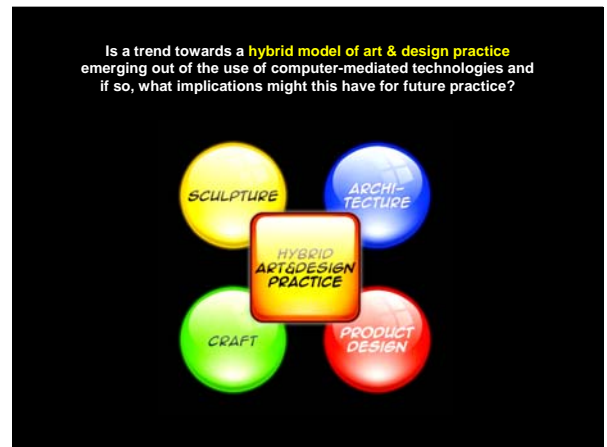 Is a trend towards a hybrid model of art & design practice
emerging out of the use of computer-mediated technologies and
if so, what implications might this have for future practice?
SCULPTURE
ARCHI-
TECTURE
HYBRID
ART&DESIGN
PRACTICE
CRAFT
PRODUCT
DESIGN